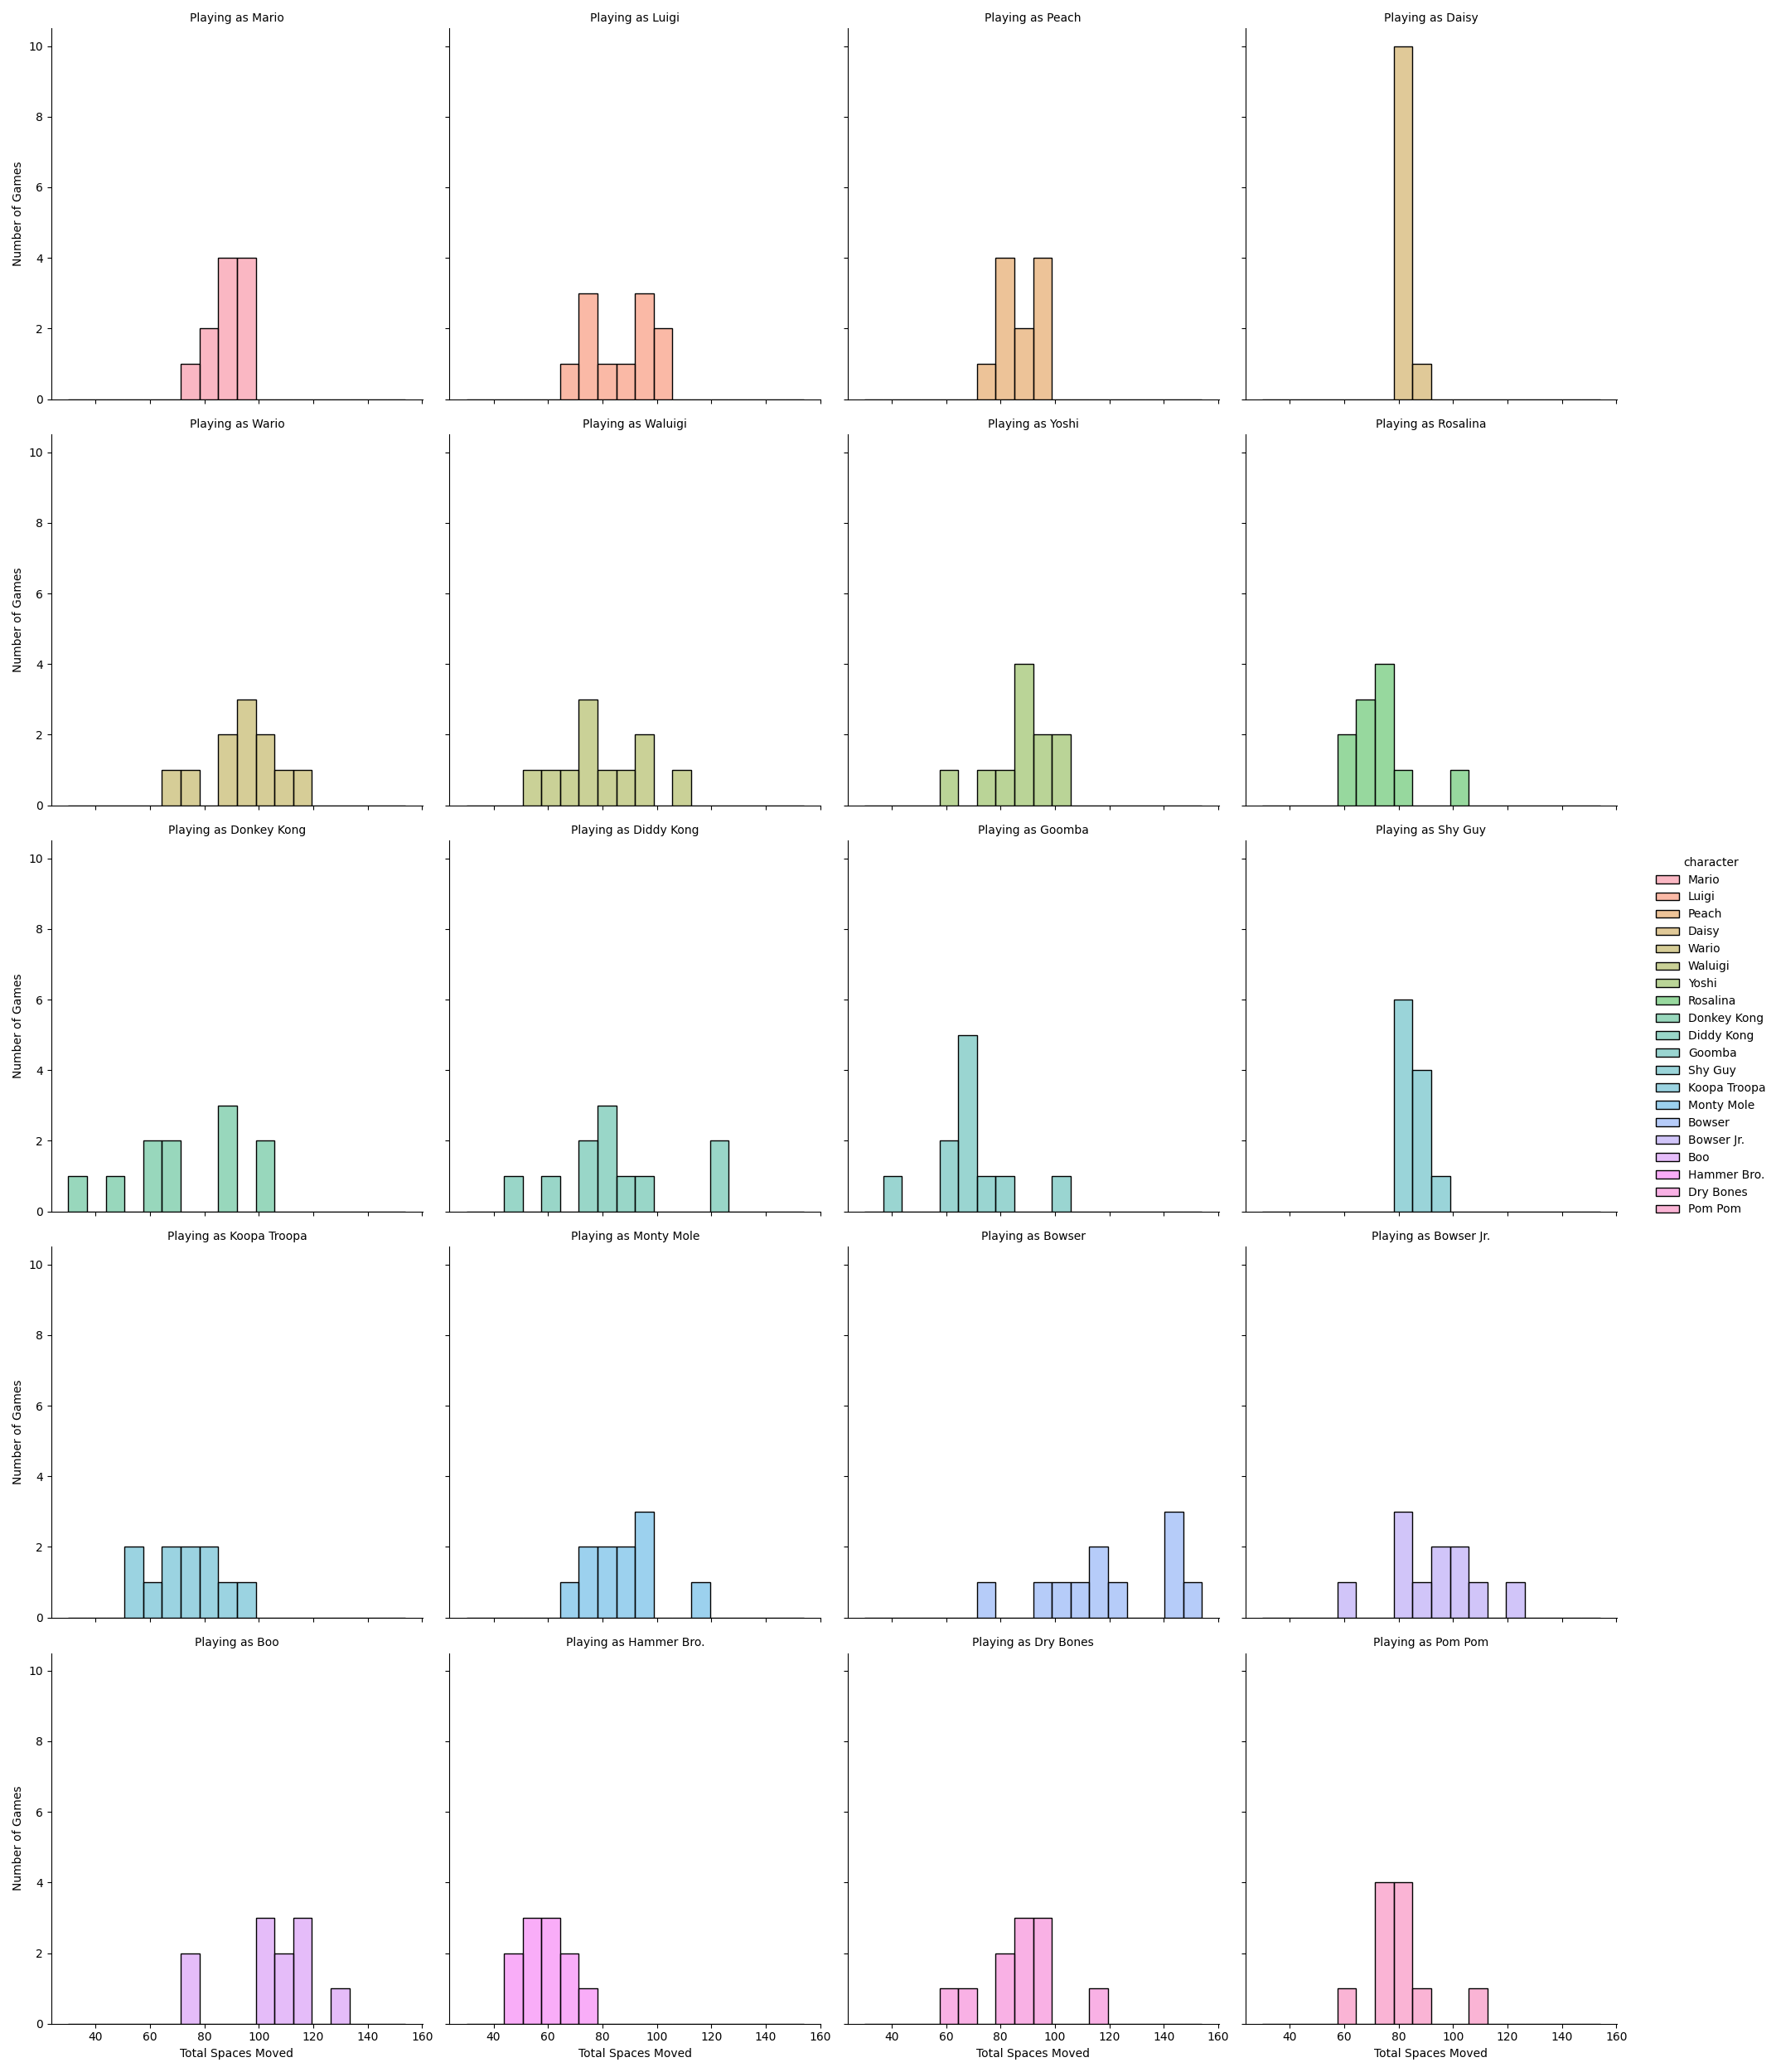 Playing as Mario
Playing as Luigi
Playing as Peach
Playing as Daisy
10
8
6
4
2
0
Number of Games
Playing as Wario
Playing as Waluigi
Playing as Yoshi
Playing as Rosalina
10
8
6
4
2
0
Number of Games
Playing as Donkey Kong
Playing as Diddy Kong
Playing as Goomba
Playing as Shy Guy
10
8
6
4
2
0
Number of Games
character
Mario
Luigi
Peach
Daisy
Wario
Waluigi
Yoshi
Rosalina
Donkey Kong
Diddy Kong
Goomba
Shy Guy
Koopa Troopa
Monty Mole
Bowser
Bowser Jr.
Boo
Hammer Bro.
Dry Bones
Pom Pom
Playing as Koopa Troopa
Playing as Monty Mole
Playing as Bowser
Playing as Bowser Jr.
10
8
6
4
2
0
Number of Games
Playing as Boo
Playing as Hammer Bro.
Playing as Dry Bones
Playing as Pom Pom
10
8
6
4
2
0
Number of Games
40 60 80 100 120 140 160
Total Spaces Moved
40 60 80 100 120 140 160
Total Spaces Moved
40 60 80 100 120 140 160
Total Spaces Moved
40 60 80 100 120 140 160
Total Spaces Moved